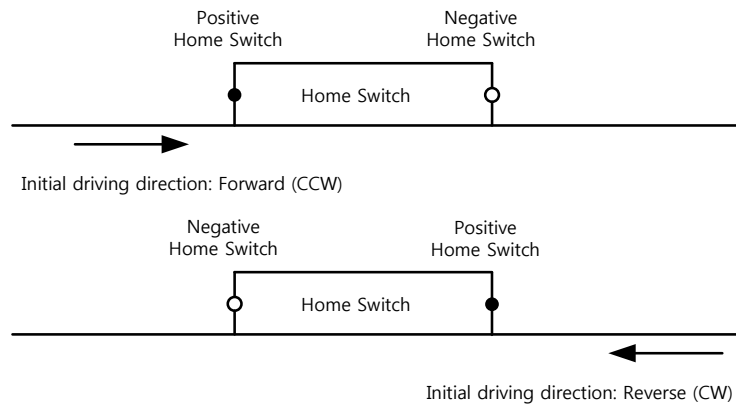 Positive
Home Switch
Negative
Home Switch
Home Switch
Initial driving direction: Forward (CCW)
Negative
Home Switch
Positive
Home Switch
Home Switch
Initial driving direction: Reverse (CW)